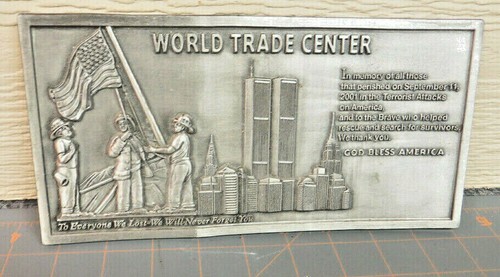 WORLD TRADE CENTER
In memory of all those
that perished on September 11,
2001 in the Terrorist Attacks
on America,
and to the Brave who helped
rescue and search for survivors,
We thank you.
GOD BLESS AMERICA
To Everyone We Lost-We Will Never Forget You